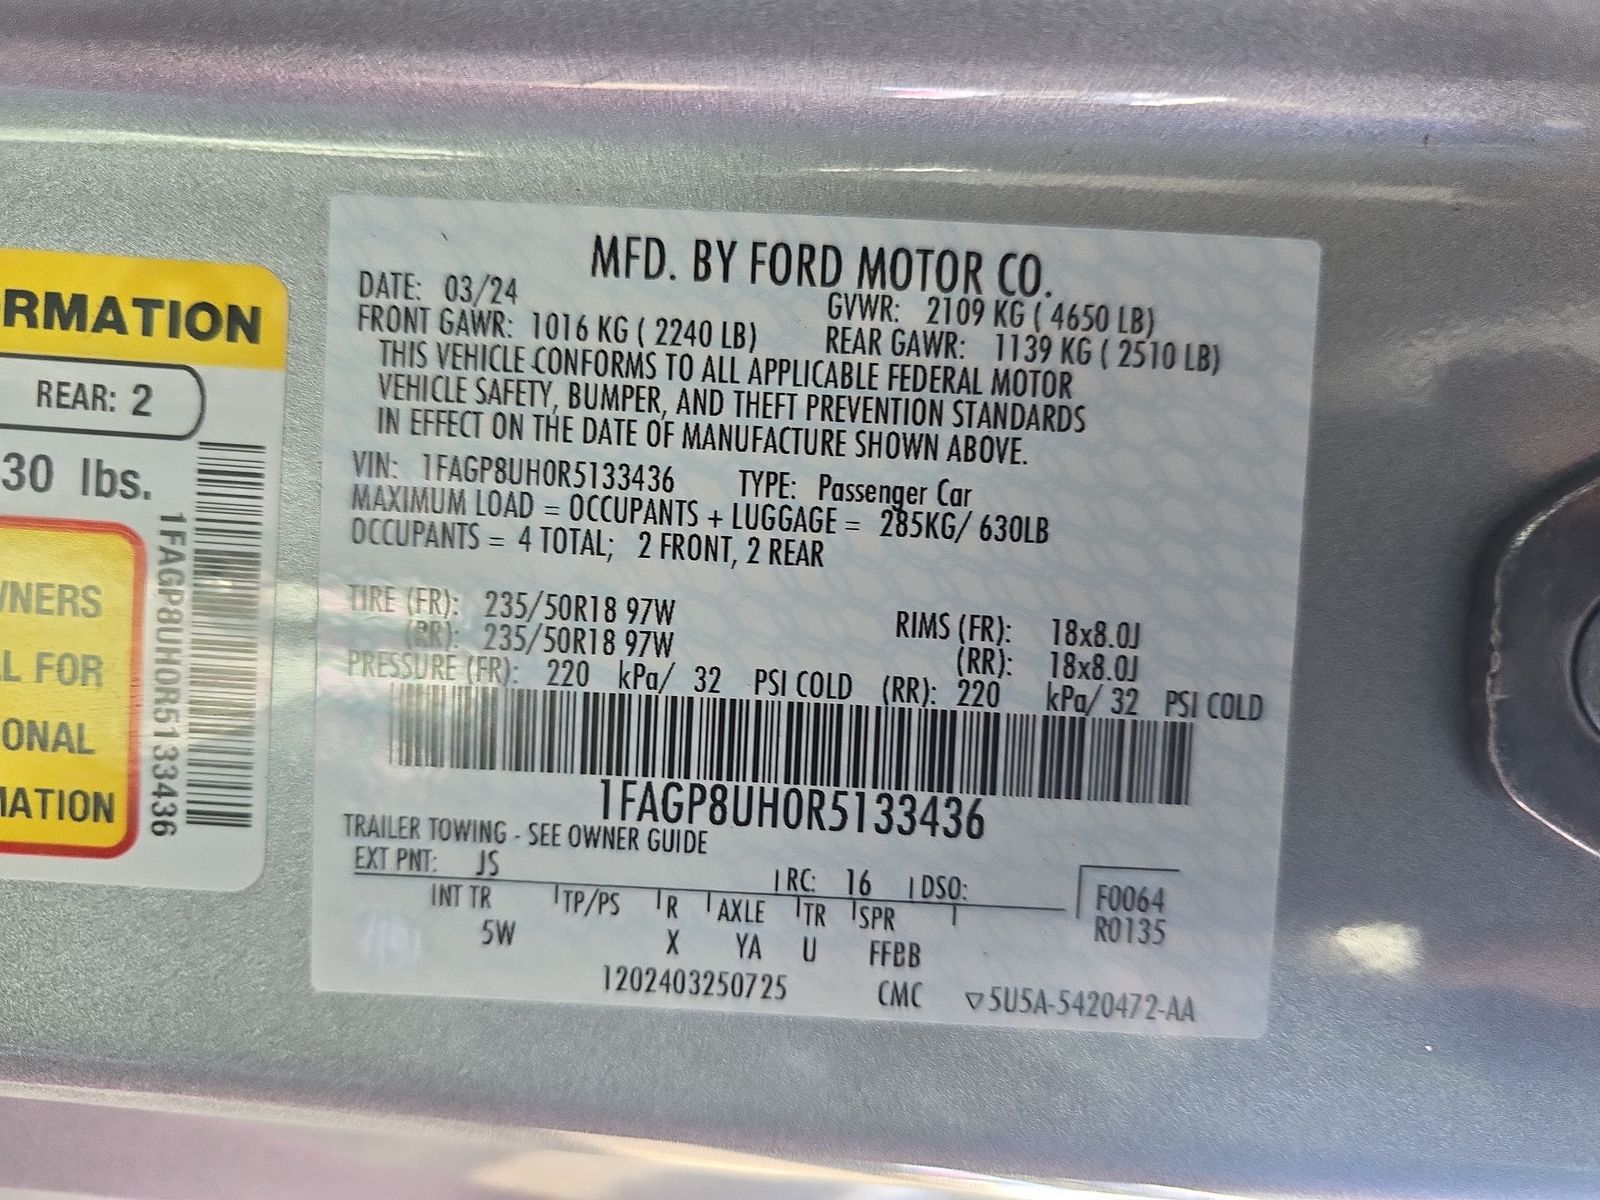 RMATION
REAR: 2
30 lbs.
WNERS
L FOR
ONAL
MATION
1FAGP8UH0R5133436
MFD. BY FORD MOTOR CO.
DATE: 03/24 GVWR: 2109 KG ( 4650 LB)
FRONT GAWR: 1016 KG ( 2240 LB) REAR GAWR: 1139 KG ( 2510 LB)
THIS VEHICLE CONFORMS TO ALL APPLICABLE FEDERAL MOTOR
VEHICLE SAFETY, BUMPER, AND THEFT PREVENTION STANDARDS
IN EFFECT ON THE DATE OF MANUFACTURE SHOWN ABOVE.
VIN: 1FAGP8UH0R5133436 TYPE: Passenger Car
MAXIMUM LOAD = OCCUPANTS + LUGGAGE = 285KG/ 630LB
OCCUPANTS = 4 TOTAL; 2 FRONT, 2 REAR
TIRE (FR): 235/50R18 97W RIMS (FR): 18x8.0J
(RR): 235/50R18 97W (RR): 18x8.0J
PRESSURE (FR): 220 kPa/ 32 PSI COLD (RR): 220 kPa/ 32 PSI COLD
1FAGP8UH0R5133436
TRAILER TOWING - SEE OWNER GUIDE
EXT PNT: JS RC: 16 DSO: F0064
INT TR TP/PS R AXLE TR SPR R0135
5W X YA U FFBB
1202403250725 CMC ▽5U5A-5420472-AA